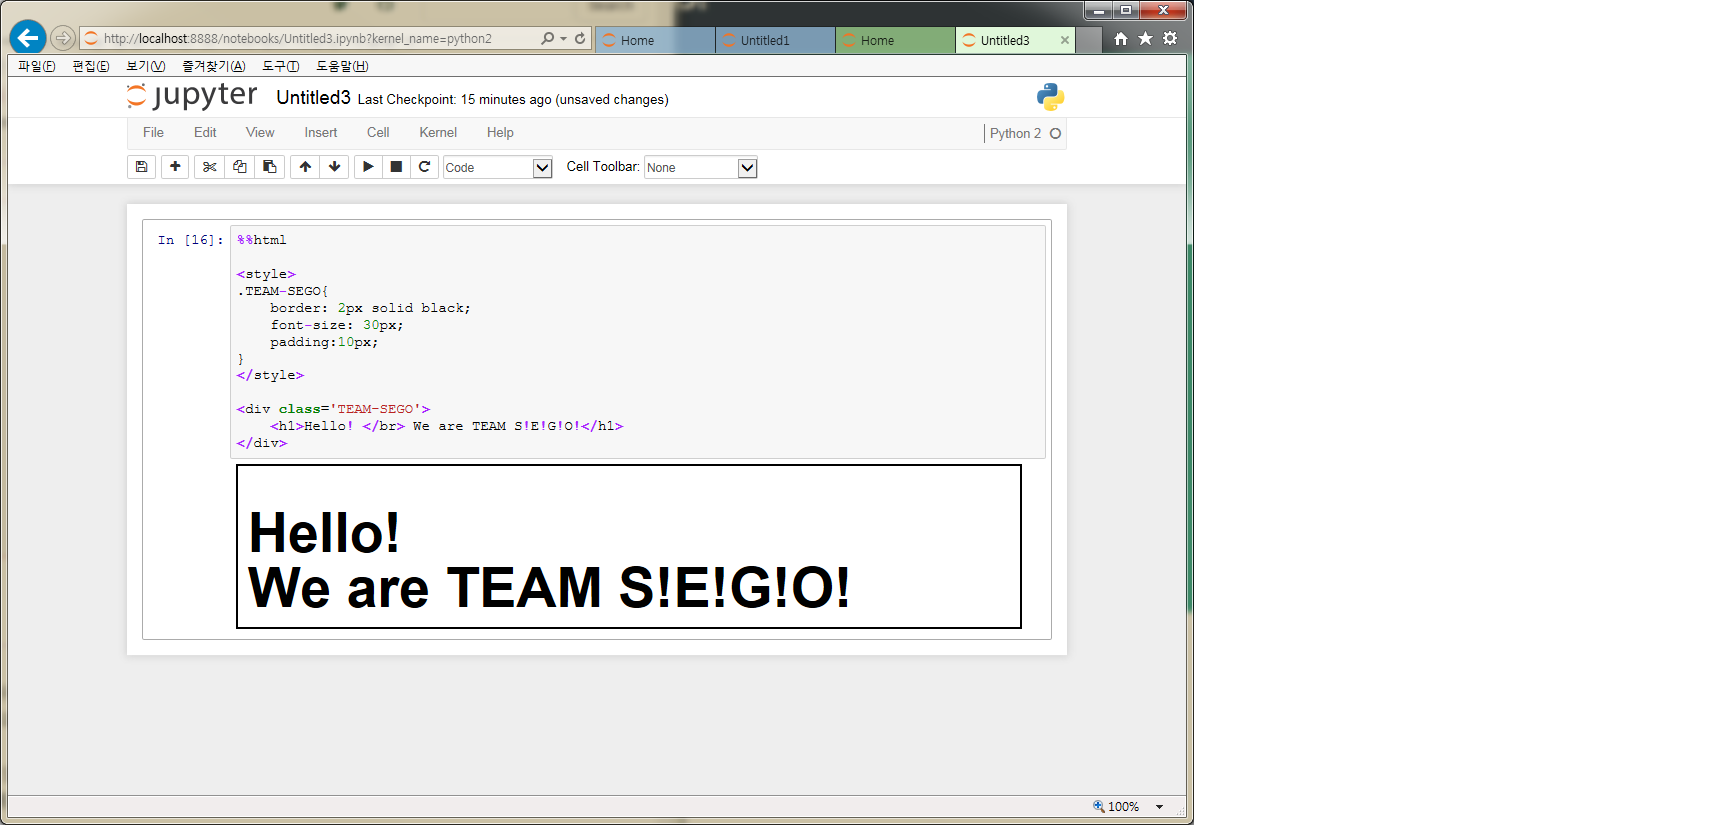 http://localhost:8888/notebooks/Untitled3.ipynb?kernel_name=python2
Home
Untitled1
Home
Untitled3
파일(F) 편집(E) 보기(V) 즐겨찾기(A) 도구(T) 도움말(H)
jupyter Untitled3 Last Checkpoint: 15 minutes ago (unsaved changes)
File Edit View Insert Cell Kernel Help Python 2
Code Cell Toolbar: None
In [16]: %%html
<style>
.TEAM-SEGO{
    border: 2px solid black;
    font-size: 30px;
    padding:10px;
}
</style>
<div class='TEAM-SEGO'>
    <h1>Hello! </br> We are TEAM S!E!G!O!</h1>
</div>
Hello!
We are TEAM S!E!G!O!
100%